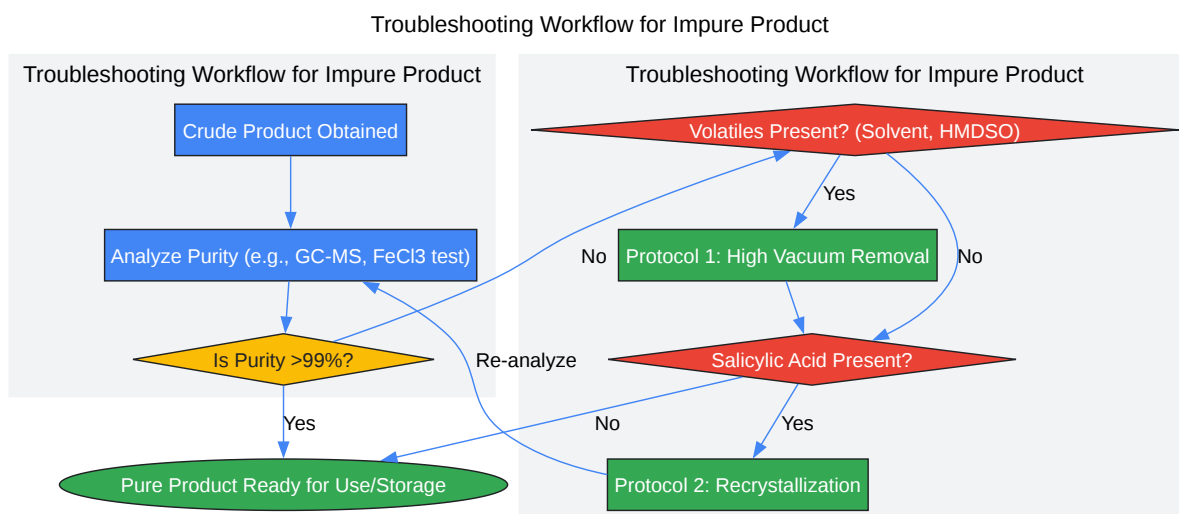 Troubleshooting Workflow for Impure Product
Troubleshooting Workflow for Impure Product
Crude Product Obtained
Analyze Purity (e.g., GC-MS, FeCl3 test)
Is Purity >99%?
Yes
Pure Product Ready for Use/Storage
No
Re-analyze
No
Troubleshooting Workflow for Impure Product
Volatiles Present? (Solvent, HMDSO)
Yes
Protocol 1: High Vacuum Removal
No
Salicylic Acid Present?
Yes
Protocol 2: Recrystallization